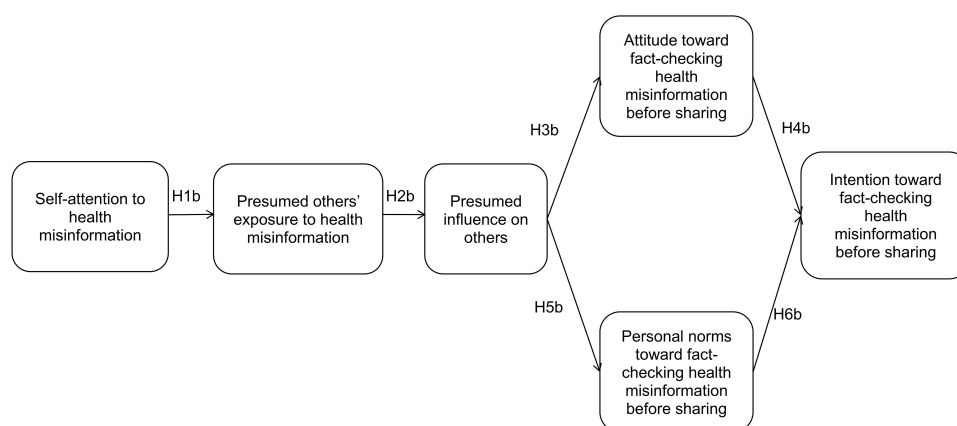 Self-attention to
health
misinformation
H1b
Presumed others'
exposure to health
misinformation
H2b
Presumed
influence on
others
H3b
Attitude toward
fact-checking
health
misinformation
before sharing
H4b
H5b
Personal norms
toward fact-
checking health
misinformation
before sharing
H6b
Intention toward
fact-checking
health
misinformation
before sharing